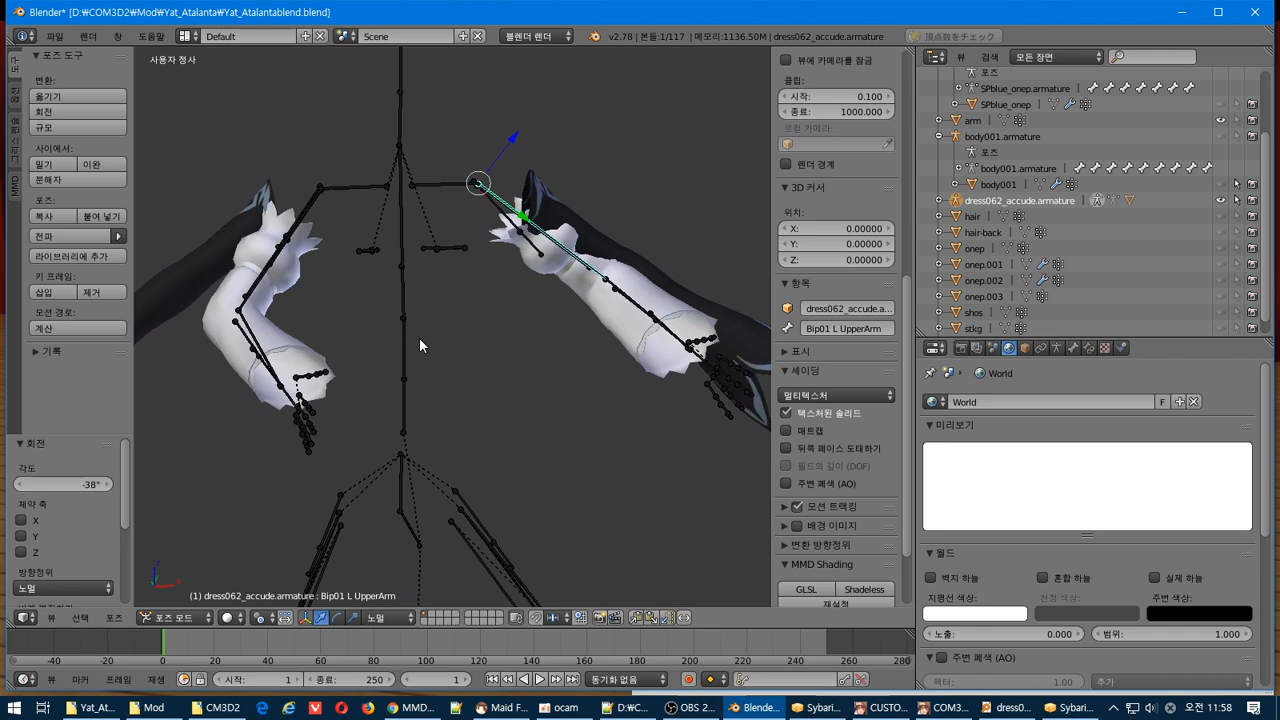 Blender* [D:₩COM3D2₩Mod₩Yat_Atalanta₩Yat_Atalantablend.blend]
파일 렌더 창 도움말 Default Scene 블렌더 렌더 v2.78 | 본들:1/117 | 메모리:1136.50M | dress062_accude.armature 頂点数をチェック
포즈 도구
변환:
옮기기
회전
규모
사이에서:
밀기 이완
분해자
포즈:
복사 붙여 넣기
전파
라이브러리에 추가
키 프레임:
삽입 제거
모션 경로:
계산
기록
MMD
회전
각도
-38°
제약 축
X
Y
Z
방향정위
노멀
사용자 정사
(1) dress062_accude.armature : Bip01 L UpperArm
뷰 선택 포즈 포즈 모드 노멀
뷰에 카메라를 잠금
클립:
시작: 0.100
종료: 1000.000
로컬 카메라:
렌더 경계
3D 커서
위치:
X: 0.00000
Y: 0.00000
Z: 0.00000
항목
dress062_accude.a...
Bip01 L UpperArm
표시
셰이딩
멀티텍스처
텍스처된 솔리드
매트캡
뒤쪽 페이스 도태하기
필드의 깊이 (DOF)
주변 폐색 (AO)
모션 트랙킹
배경 이미지
변환 방향정위
MMD Shading
GLSL Shadeless
재설정
뷰 검색 모든 장면
포즈
SPblue_onep.armature
SPblue_onep
arm
body001.armature
포즈
body001.armature
body001
dress062_accude.armature
hair
hair-back
onep
onep.001
onep.002
onep.003
shos
stkg
World
World F
미리보기
월드
벽지 하늘 혼합 하늘 실제 하늘
지평선 색상: 천정 색상: 주변 색상:
노출: 0.000 범위: 1.000
주변 폐색 (AO)
팩터: 1.00 추가
-40 -20 0 20 40 60 80 100 120 140 160 180 200 220 240 260 280
뷰 마커 프레임 재생 시작: 1 종료: 250 1 동기화 없음
Yat_At... Mod CM3D2 MMD... Maid F... ocam D:₩C... OBS 2... Blende... Sybari... CUSTO... COM3... dress0... Sybari... 오전 11:58